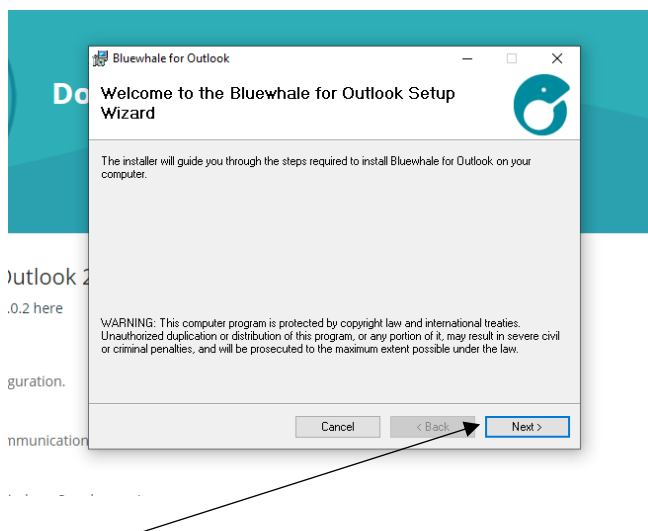 Bluewhale for Outlook
Do
Welcome to the Bluewhale for Outlook Setup
Wizard
The installer will guide you through the steps required to install Bluewhale for Outlook on your
computer.
Outlook 2
.0.2 here
WARNING: This computer program is protected by copyright law and international treaties.
Unauthorized duplication or distribution of this program, or any portion of it, may result in severe civil
or criminal penalties, and will be prosecuted to the maximum extent possible under the law.
guration.
Cancel
< Back
Next >
mmunication